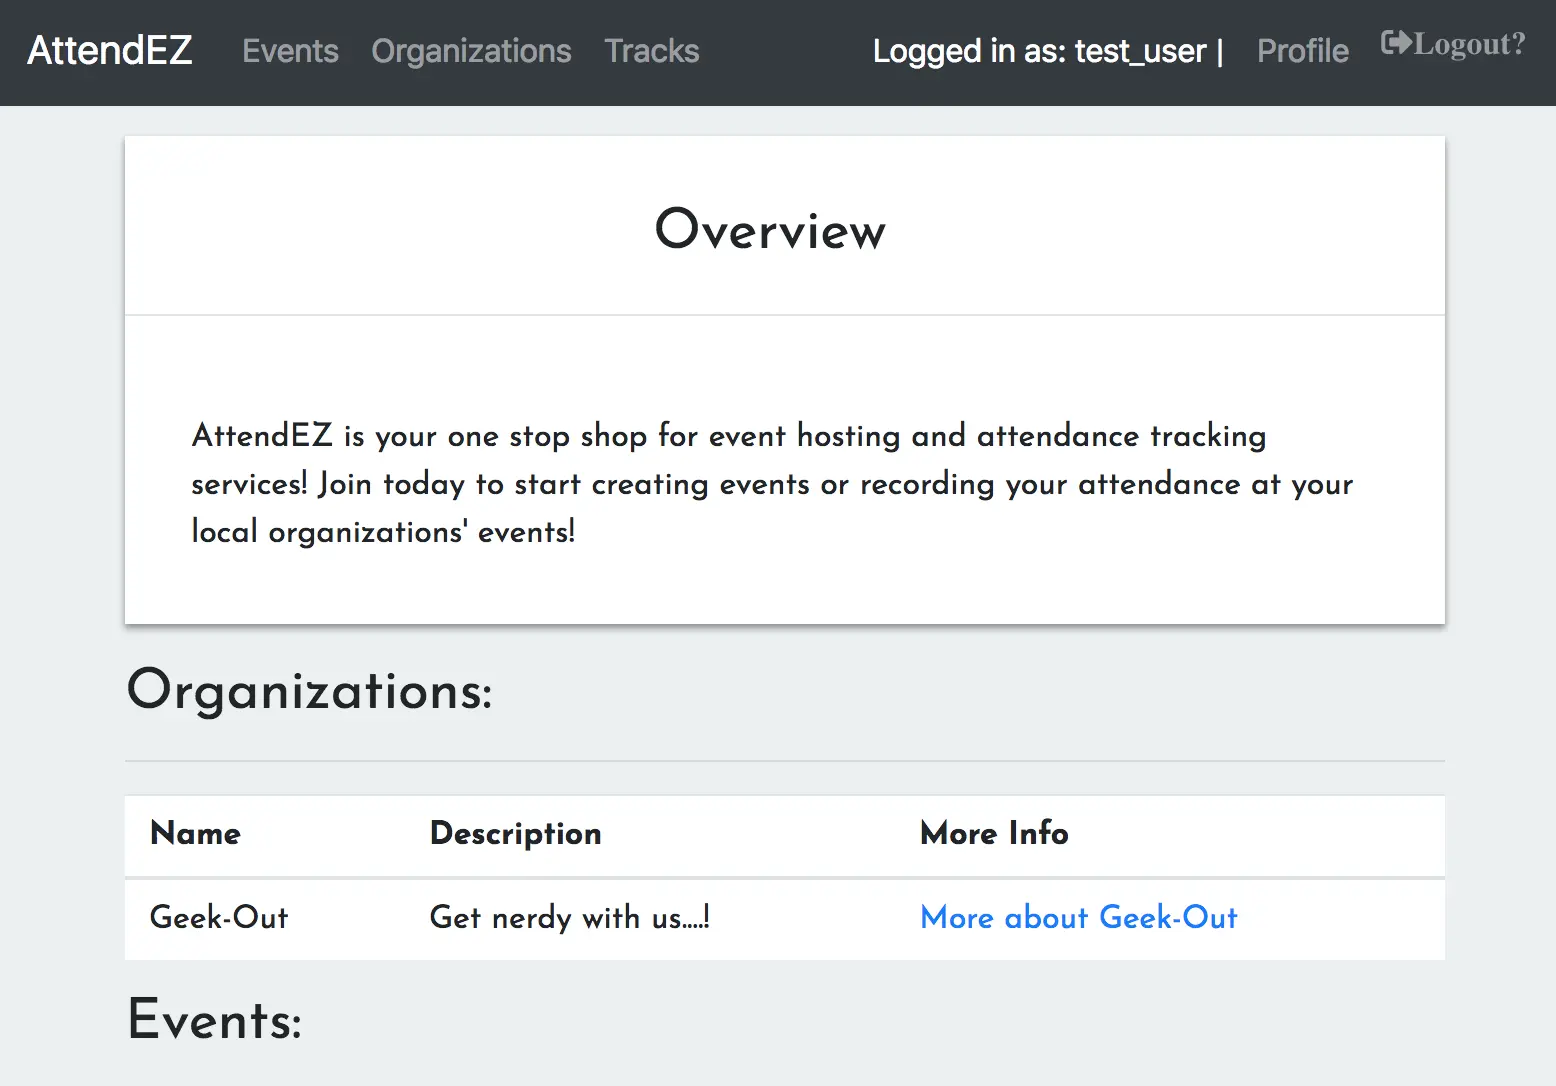 AttendEZ Events Organizations Tracks Logged in as: test_user | Profile Logout?
Overview
AttendEZ is your one stop shop for event hosting and attendance tracking
services! Join today to start creating events or recording your attendance at your
local organizations' events!
Organizations:
Name Description More Info
Geek-Out Get nerdy with us....! More about Geek-Out
Events: